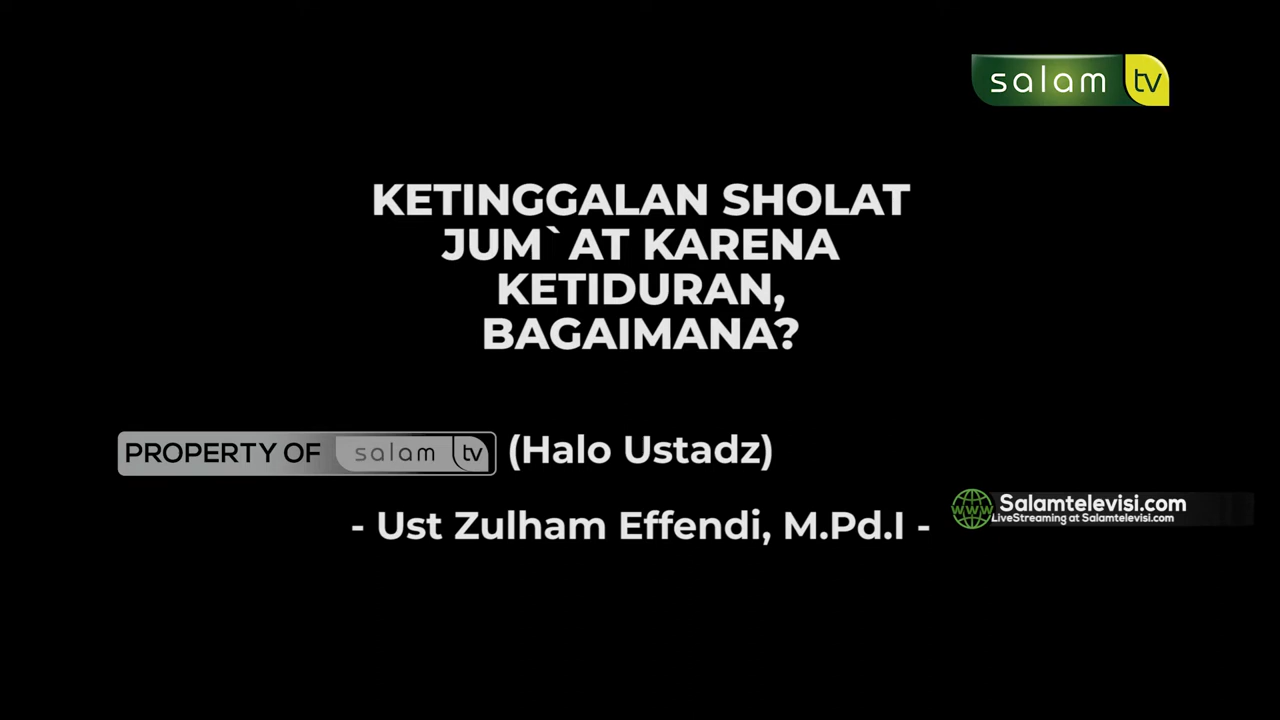 salam tv
KETINGGALAN SHOLAT
JUM`AT KARENA
KETIDURAN,
BAGAIMANA?
PROPERTY OF salam tv (Halo Ustadz)
www Salamtelevisi.com
LiveStreaming at Salamtelevisi.com
- Ust Zulham Effendi, M.Pd.I -